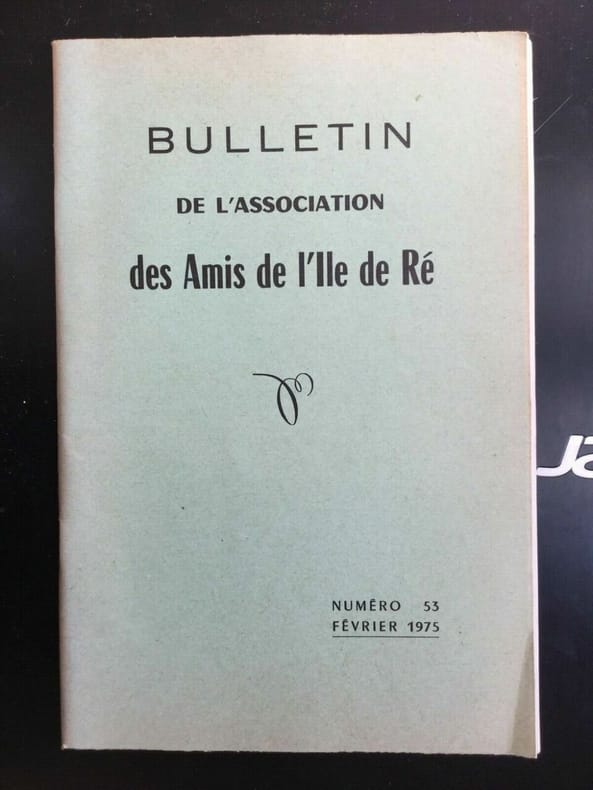 BULLETIN
DE L'ASSOCIATION
des Amis de l'Ile de Ré
NUMÉRO 53
FÉVRIER 1975